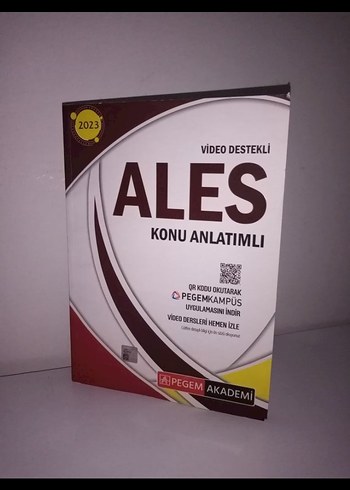 2023
VİDEO DESTEKLİ
ALES
KONU ANLATIMLI
QR KODU OKUTARAK
PEGEMKAMPÜS
UYGULAMASINI İNDİR
VİDEO DERSLERİ HEMEN İZLE
PEGEM AKADEMİ